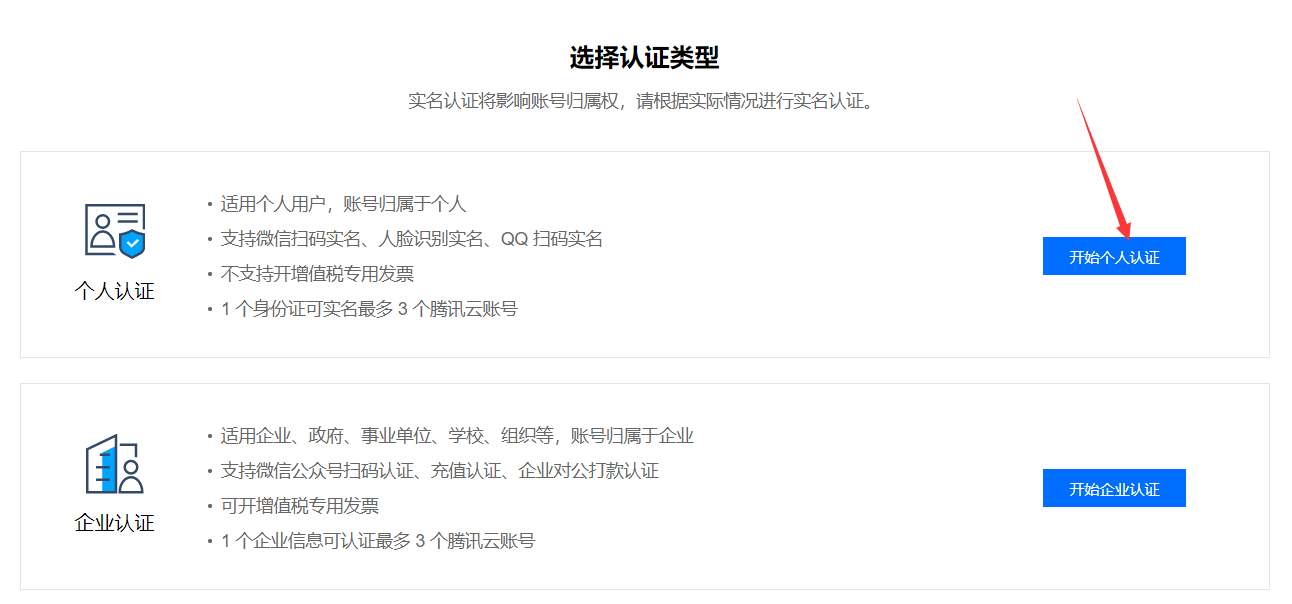 选择认证类型
实名认证将影响账号归属权，请根据实际情况进行实名认证。
• 适用个人用户，账号归属于个人
• 支持微信扫码实名、人脸识别实名、QQ 扫码实名
• 不支持开增值税专用发票
• 1 个身份证可实名最多 3 个腾讯云账号
个人认证
开始个人认证
• 适用企业、政府、事业单位、学校、组织等，账号归属于企业
• 支持微信公众号扫码认证、充值认证、企业对公打款认证
• 可开增值税专用发票
• 1 个企业信息可认证最多 3 个腾讯云账号
企业认证
开始企业认证